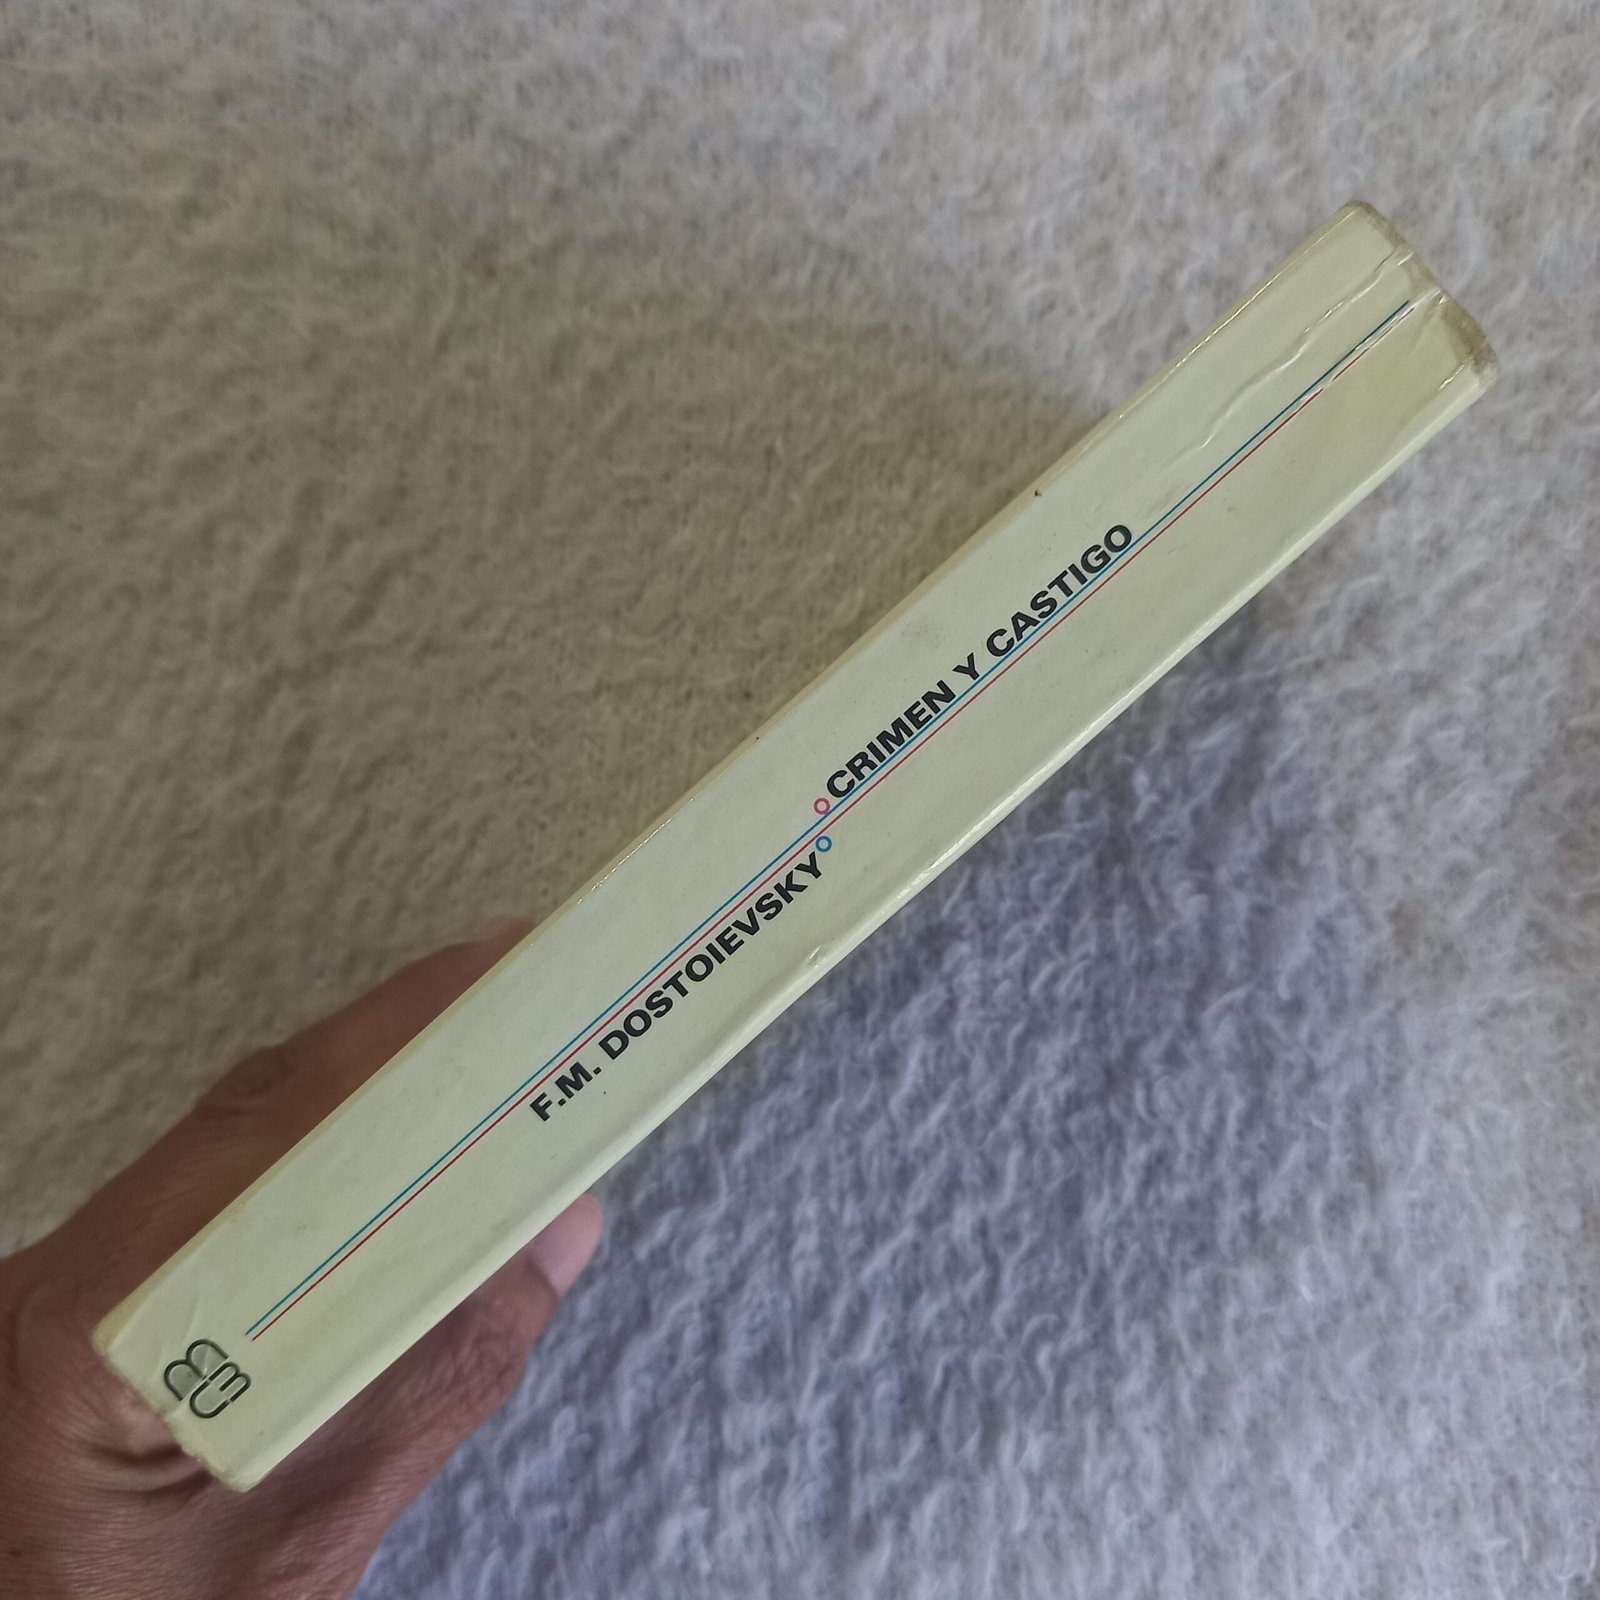 CRIMEN Y CASTIGO
F.M. DOSTOIEVSKY